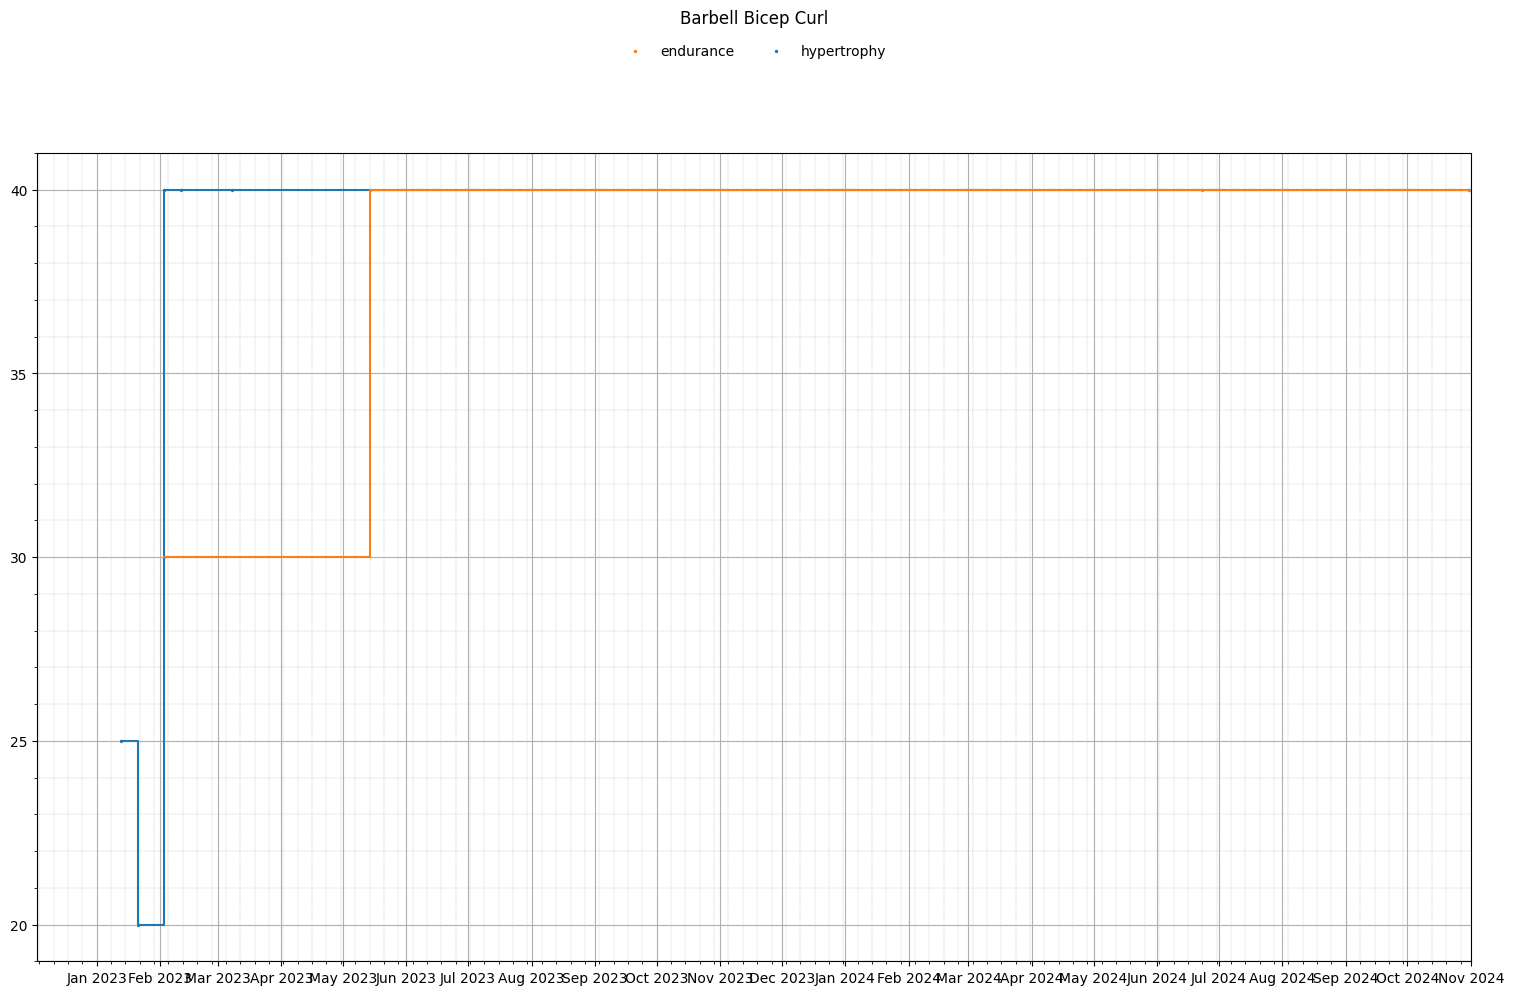 Barbell Bicep Curl
endurance hypertrophy
40
35
30
25
20
Jan 2023 Feb 2023 Mar 2023 Apr 2023 May 2023 Jun 2023 Jul 2023 Aug 2023 Sep 2023 Oct 2023 Nov 2023 Dec 2023 Jan 2024 Feb 2024 Mar 2024 Apr 2024 May 2024 Jun 2024 Jul 2024 Aug 2024 Sep 2024 Oct 2024 Nov 2024